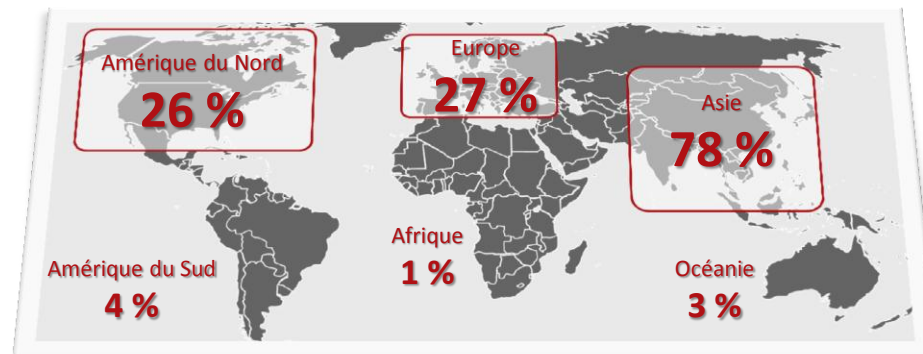 Amérique du Nord
26 %
Europe
27 %
Asie
78 %
Amérique du Sud
4 %
Afrique
1 %
Océanie
3 %